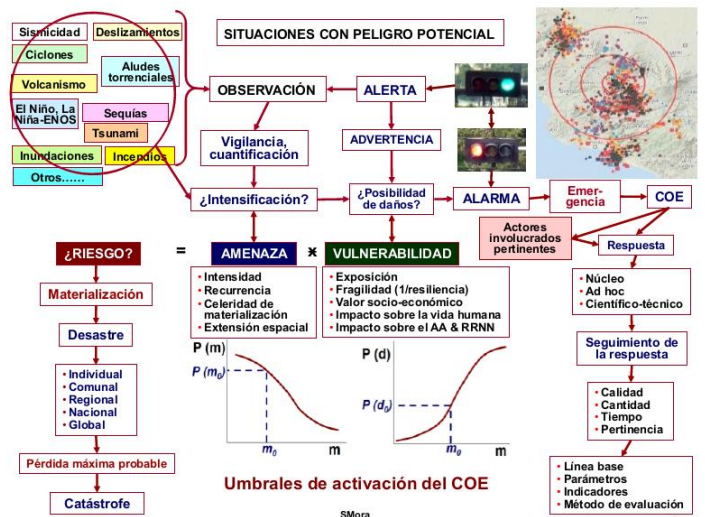 SITUACIONES CON PELIGRO POTENCIAL
Sismicidad
Deslizamientos
Ciclones
Aludes
torrenciales
Volcanismo
El Niño, La
Niña-ENOS
Sequías
Tsunami
Inundaciones
Incendios
Otros……
OBSERVACIÓN
ALERTA
Vigilancia,
cuantificación
ADVERTENCIA
¿Intensificación?
¿Posibilidad
de daños?
ALARMA
Emer-
gencia
COE
Actores
involucrados
pertinentes
Respuesta
• Núcleo
• Ad hoc
• Científico-técnico
Seguimiento de
la respuesta
• Calidad
• Cantidad
• Tiempo
• Pertinencia
• Línea base
• Parámetros
• Indicadores
• Método de evaluación
¿RIESGO?
=
AMENAZA
x
VULNERABILIDAD
Materialización
Desastre
• Individual
• Comunal
• Regional
• Nacional
• Global
Pérdida máxima probable
Catástrofe
• Intensidad
• Recurrencia
• Celeridad de
materialización
• Extensión espacial
• Exposición
• Fragilidad (1/resiliencia)
• Valor socio-económico
• Impacto sobre la vida humana
• Impacto sobre el AA & RRNN
P (m)
P (m₀)
m₀
m
P (d)
P (d₀)
m₀
m
Umbrales de activación del COE
SMora